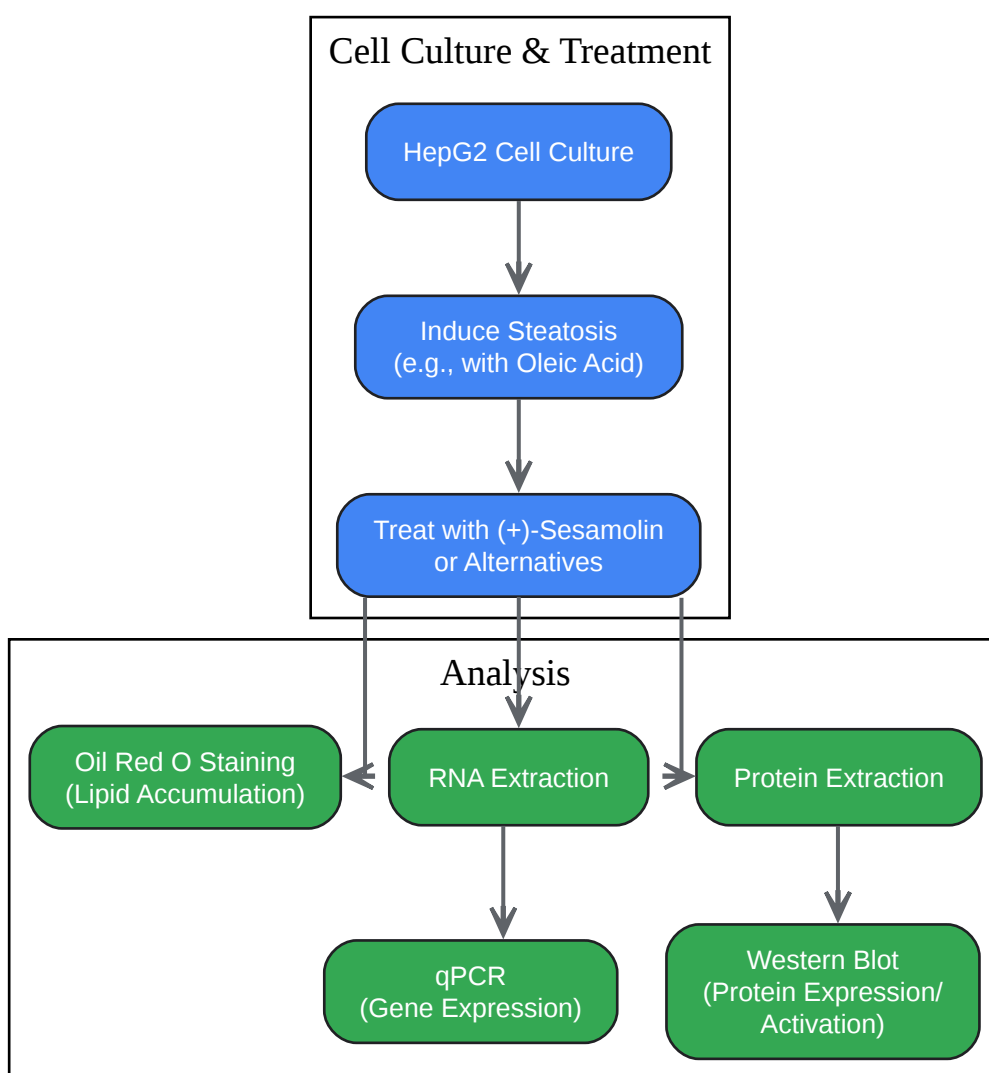 Cell Culture & Treatment
HepG2 Cell Culture
Induce Steatosis
(e.g., with Oleic Acid)
Treat with (+)-Sesamolin
or Alternatives
Analysis
Oil Red O Staining
(Lipid Accumulation)
RNA Extraction
Protein Extraction
qPCR
(Gene Expression)
Western Blot
(Protein Expression/
Activation)